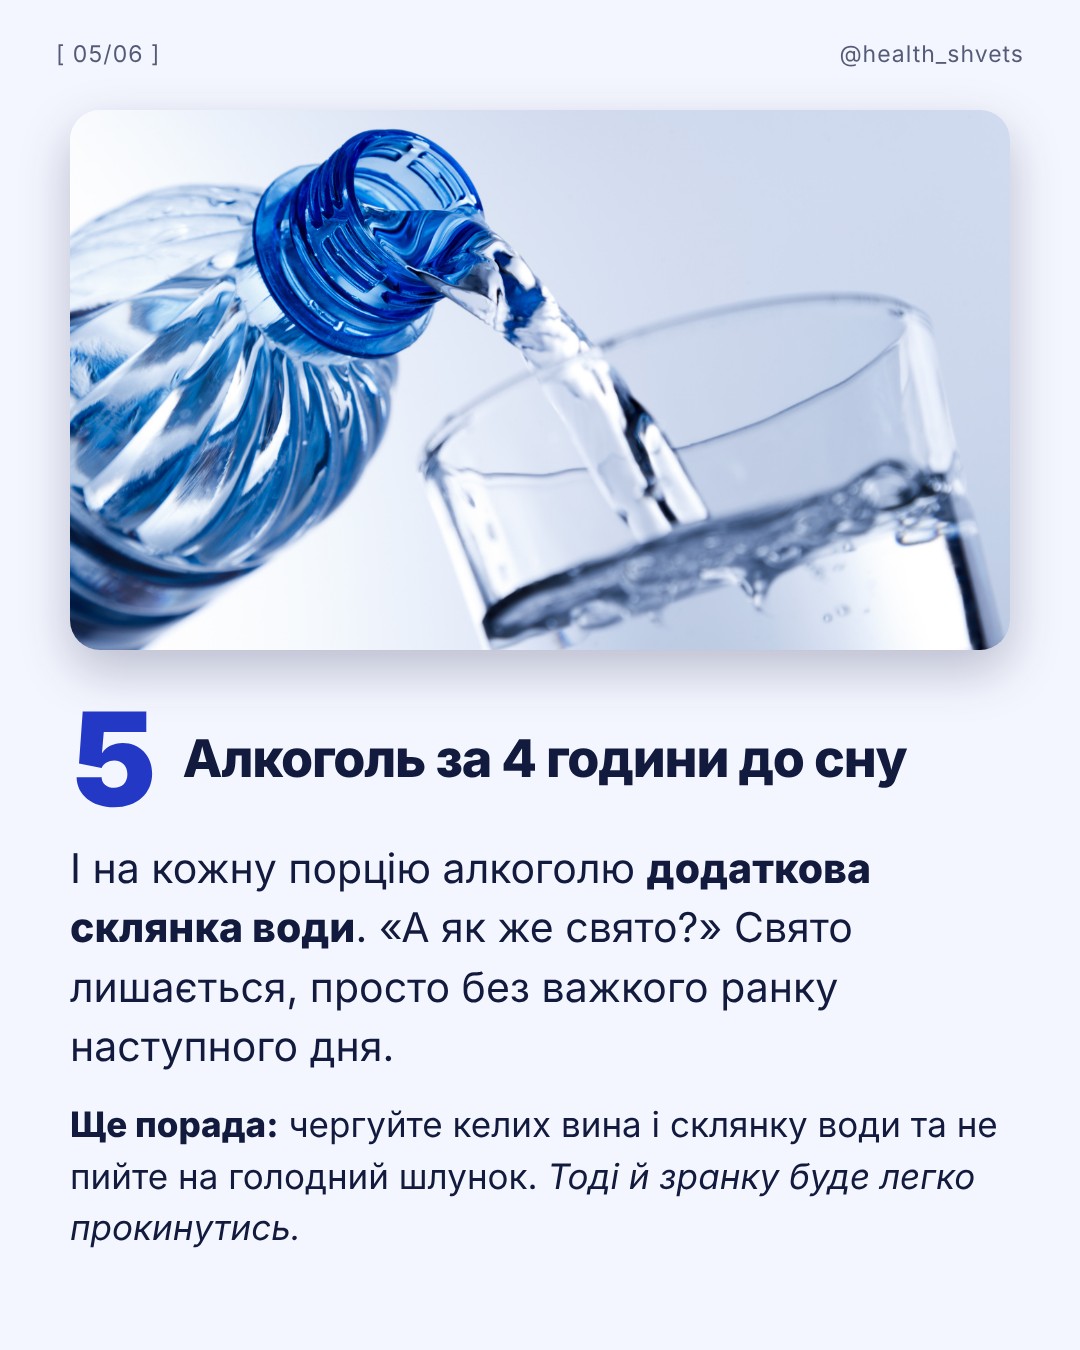 [ 05/06 ]
@health_shvets
5 Алкоголь за 4 години до сну
І на кожну порцію алкоголю додаткова
склянка води. «А як же свято?» Свято
лишається, просто без важкого ранку
наступного дня.
Ще порада: чергуйте келих вина і склянку води та не
пийте на голодний шлунок. Тоді й зранку буде легко
прокинутись.